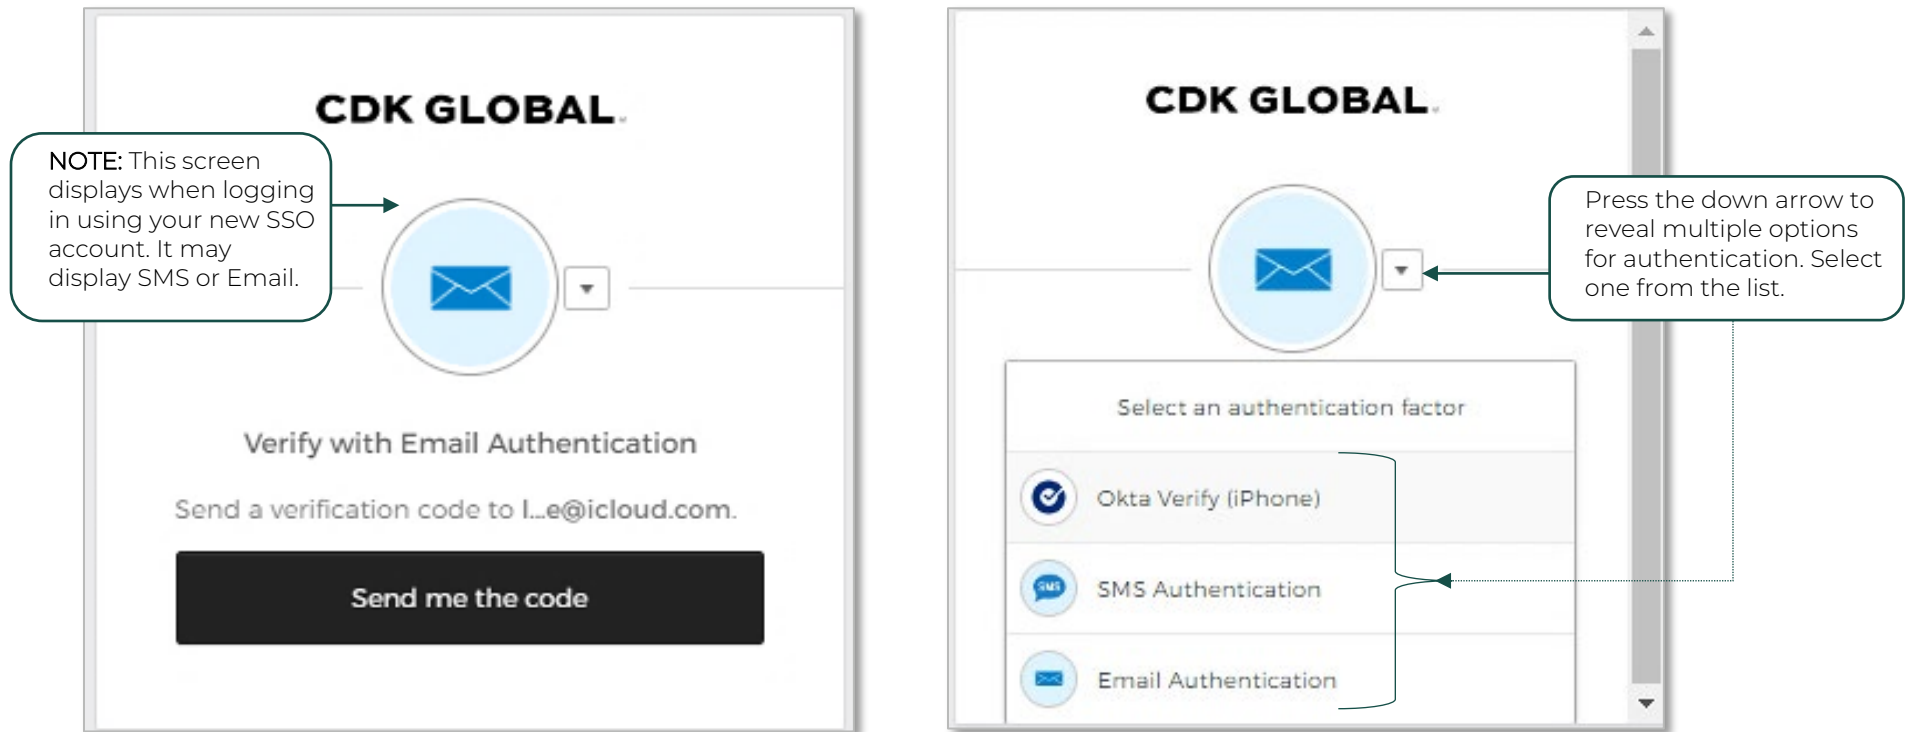 CDK GLOBAL.
NOTE: This screen
displays when logging
in using your new SSO
account. It may
display SMS or Email.
Verify with Email Authentication
Send a verification code to l...e@icloud.com.
Send me the code
CDK GLOBAL.
Press the down arrow to
reveal multiple options
for authentication. Select
one from the list.
Select an authentication factor
Okta Verify (iPhone)
SMS
SMS Authentication
Email Authentication